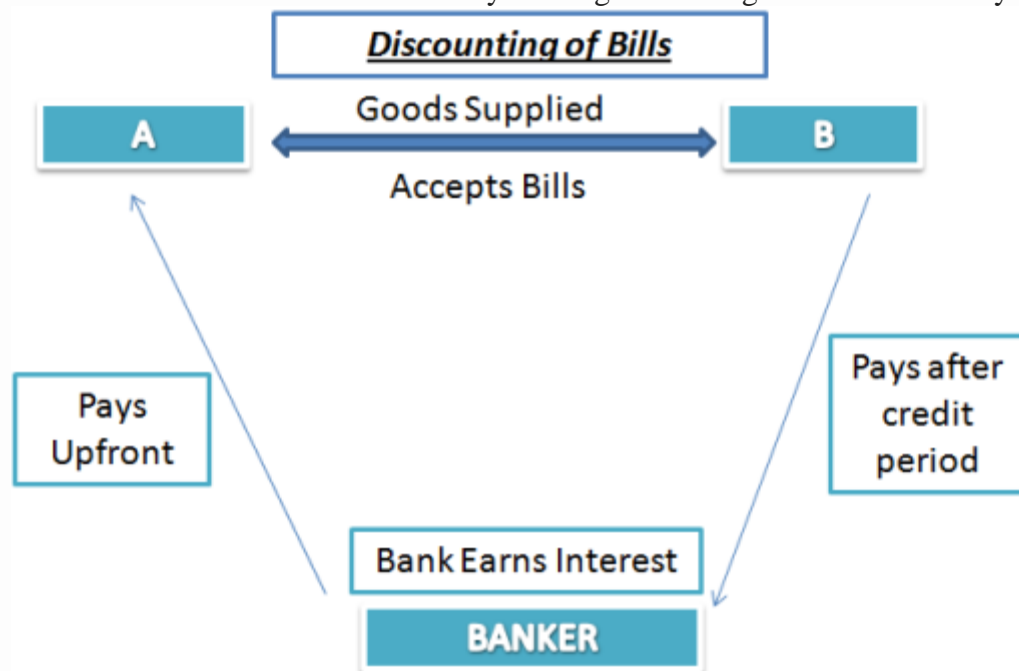 Discounting of Bills
Goods Supplied
A
B
Accepts Bills
Pays
Upfront
Pays after
credit
period
Bank Earns Interest
BANKER